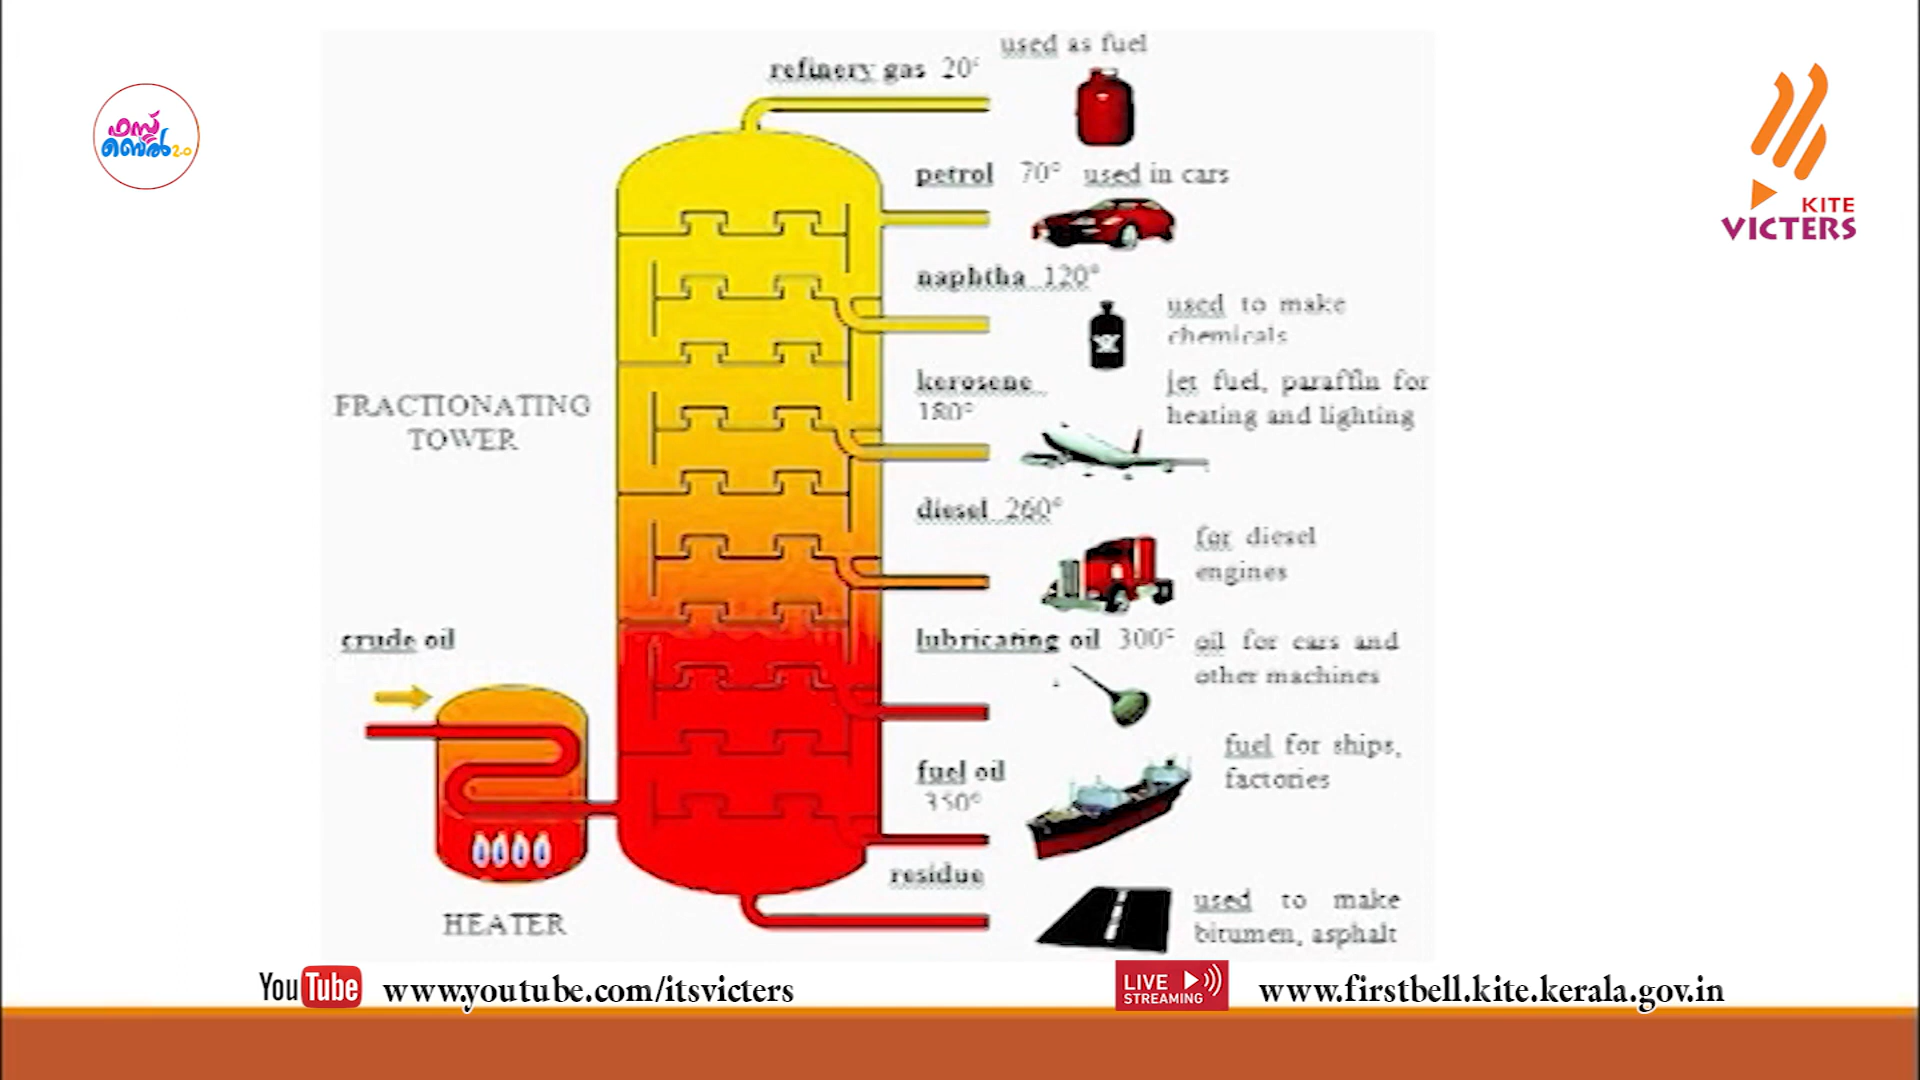 used as fuel
refinery gas 20°
ഫസ്റ്റ്
ബെൽ 2.0
petrol 70° used in cars
KITE
VICTERS
naphtha 120°
used to make
chemicals
kerosene
180°
jet fuel, paraffin for
heating and lighting
FRACTIONATING
TOWER
diesel 260°
for diesel
engines
crude oil
lubricating oil 300°
oil for cars and
other machines
fuel oil
350°
fuel for ships,
factories
residue
used to make
bitumen, asphalt
HEATER
YouTube www.youtube.com/itsvicters
LIVE
STREAMING
www.firstbell.kite.kerala.gov.in